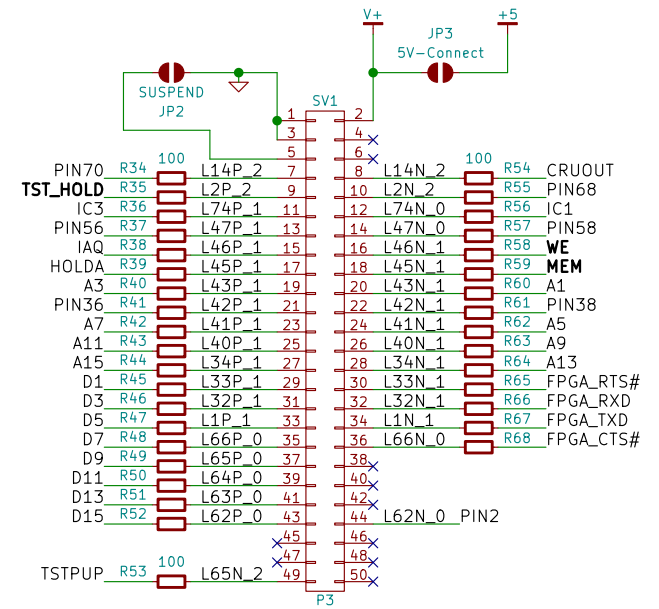 V+ +5
JP3
5V-Connect
SUSPEND
JP2
SV1
1 2
3 4
5 6
100 100
PIN70 R34 L14P_2 7 8 L14N_2 R54 CRUOUT
TST_HOLD R35 L2P_2 9 10 L2N_2 R55 PIN68
IC3 R36 L74P_1 11 12 L74N_0 R56 IC1
PIN56 R37 L47P_1 13 14 L47N_0 R57 PIN58
IAQ R38 L46P_1 15 16 L46N_1 R58 WE
HOLDA R39 L45P_1 17 18 L45N_1 R59 MEM
A3 R40 L43P_1 19 20 L43N_1 R60 A1
PIN36 R41 L42P_1 21 22 L42N_1 R61 PIN38
A7 R42 L41P_1 23 24 L41N_1 R62 A5
A11 R43 L40P_1 25 26 L40N_1 R63 A9
A15 R44 L34P_1 27 28 L34N_1 R64 A13
D1 R45 L33P_1 29 30 L33N_1 R65 FPGA_RTS#
D3 R46 L32P_1 31 32 L32N_1 R66 FPGA_RXD
D5 R47 L1P_1 33 34 L1N_1 R67 FPGA_TXD
D7 R48 L66P_0 35 36 L66N_0 R68 FPGA_CTS#
D9 R49 L65P_0 37 38
D11 R50 L64P_0 39 40
D13 R51 L63P_0 41 42
D15 R52 L62P_0 43 44 L62N_0 PIN2
45 46
47 48
100
TSTPUP R53 L65N_2 49 50
P3